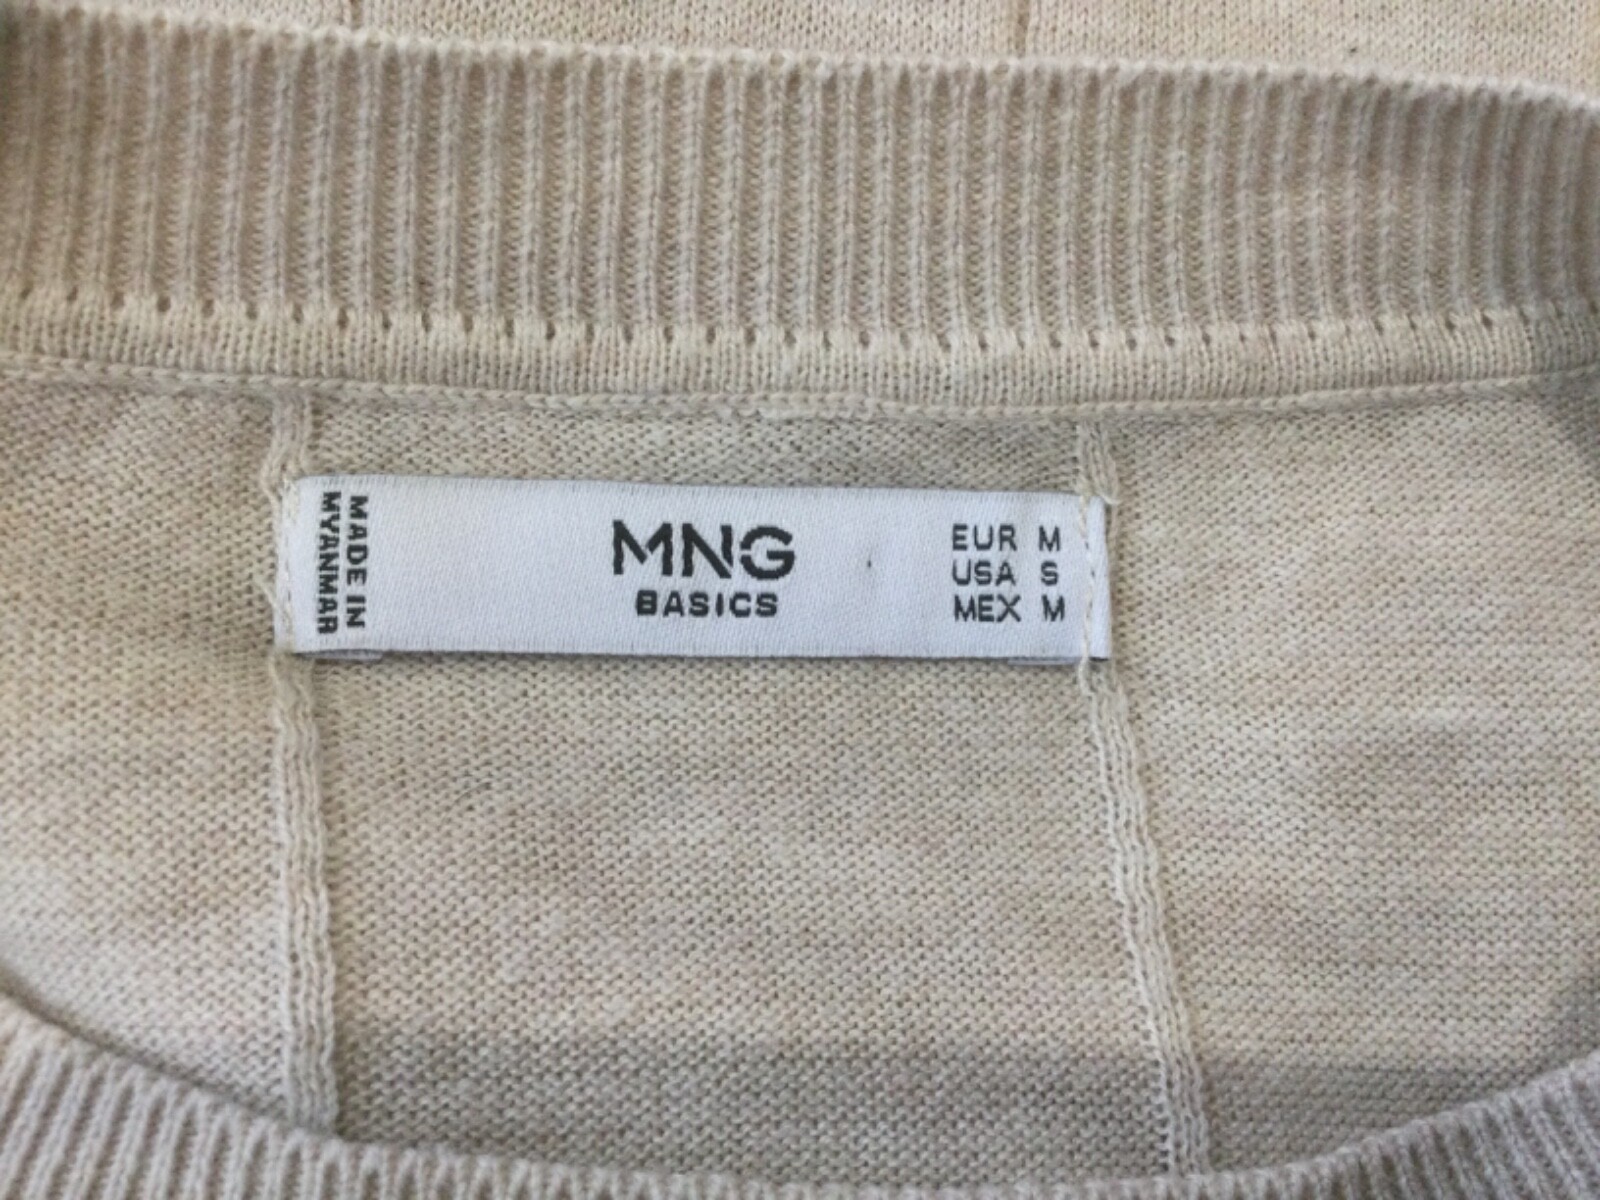 MADE IN
MYANMAR
MNG
BASICS
EUR M
USA S
MEX M